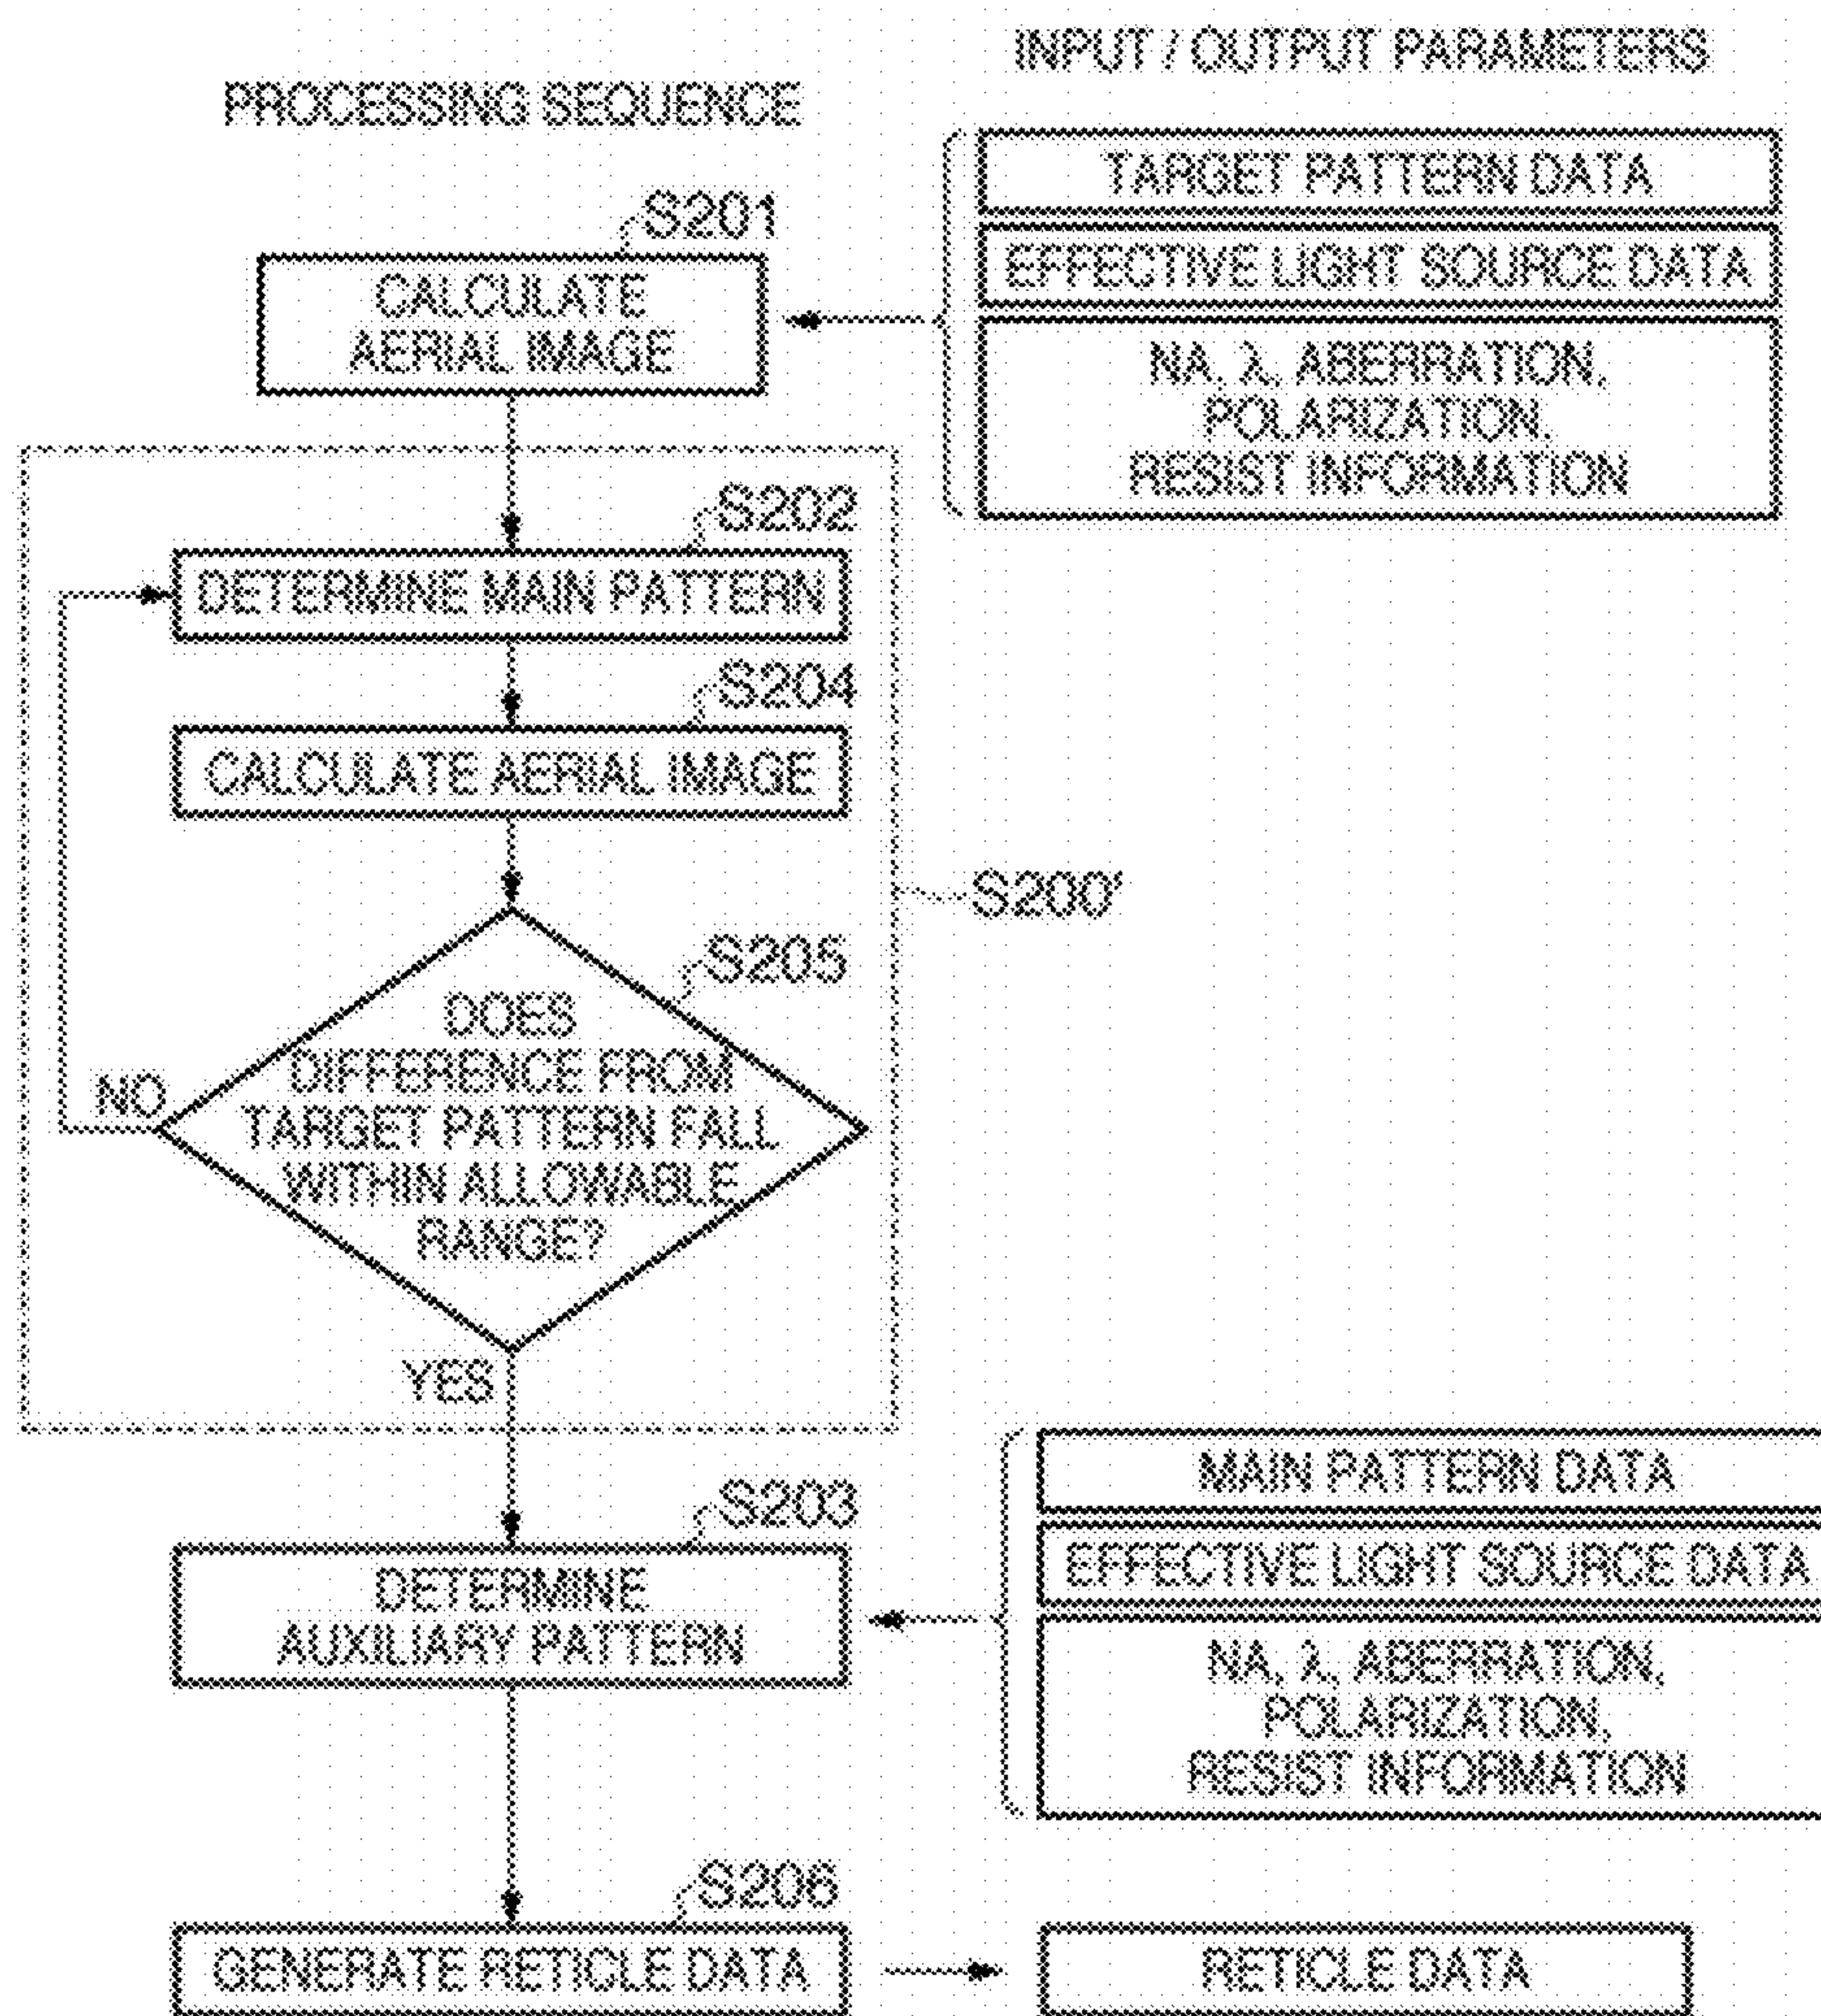 PROCESSING SEQUENCE
INPUT / OUTPUT PARAMETERS
S201
CALCULATE
AERIAL IMAGE
TARGET PATTERN DATA
EFFECTIVE LIGHT SOURCE DATA
NA, λ, ABERRATION,
POLARIZATION,
RESIST INFORMATION
S202
DETERMINE MAIN PATTERN
S204
CALCULATE AERIAL IMAGE
S200'
S205
DOES
DIFFERENCE FROM
TARGET PATTERN FALL
WITHIN ALLOWABLE
RANGE?
NO
YES
S203
DETERMINE
AUXILIARY PATTERN
MAIN PATTERN DATA
EFFECTIVE LIGHT SOURCE DATA
NA, λ, ABERRATION,
POLARIZATION,
RESIST INFORMATION
S206
GENERATE RETICLE DATA
RETICLE DATA